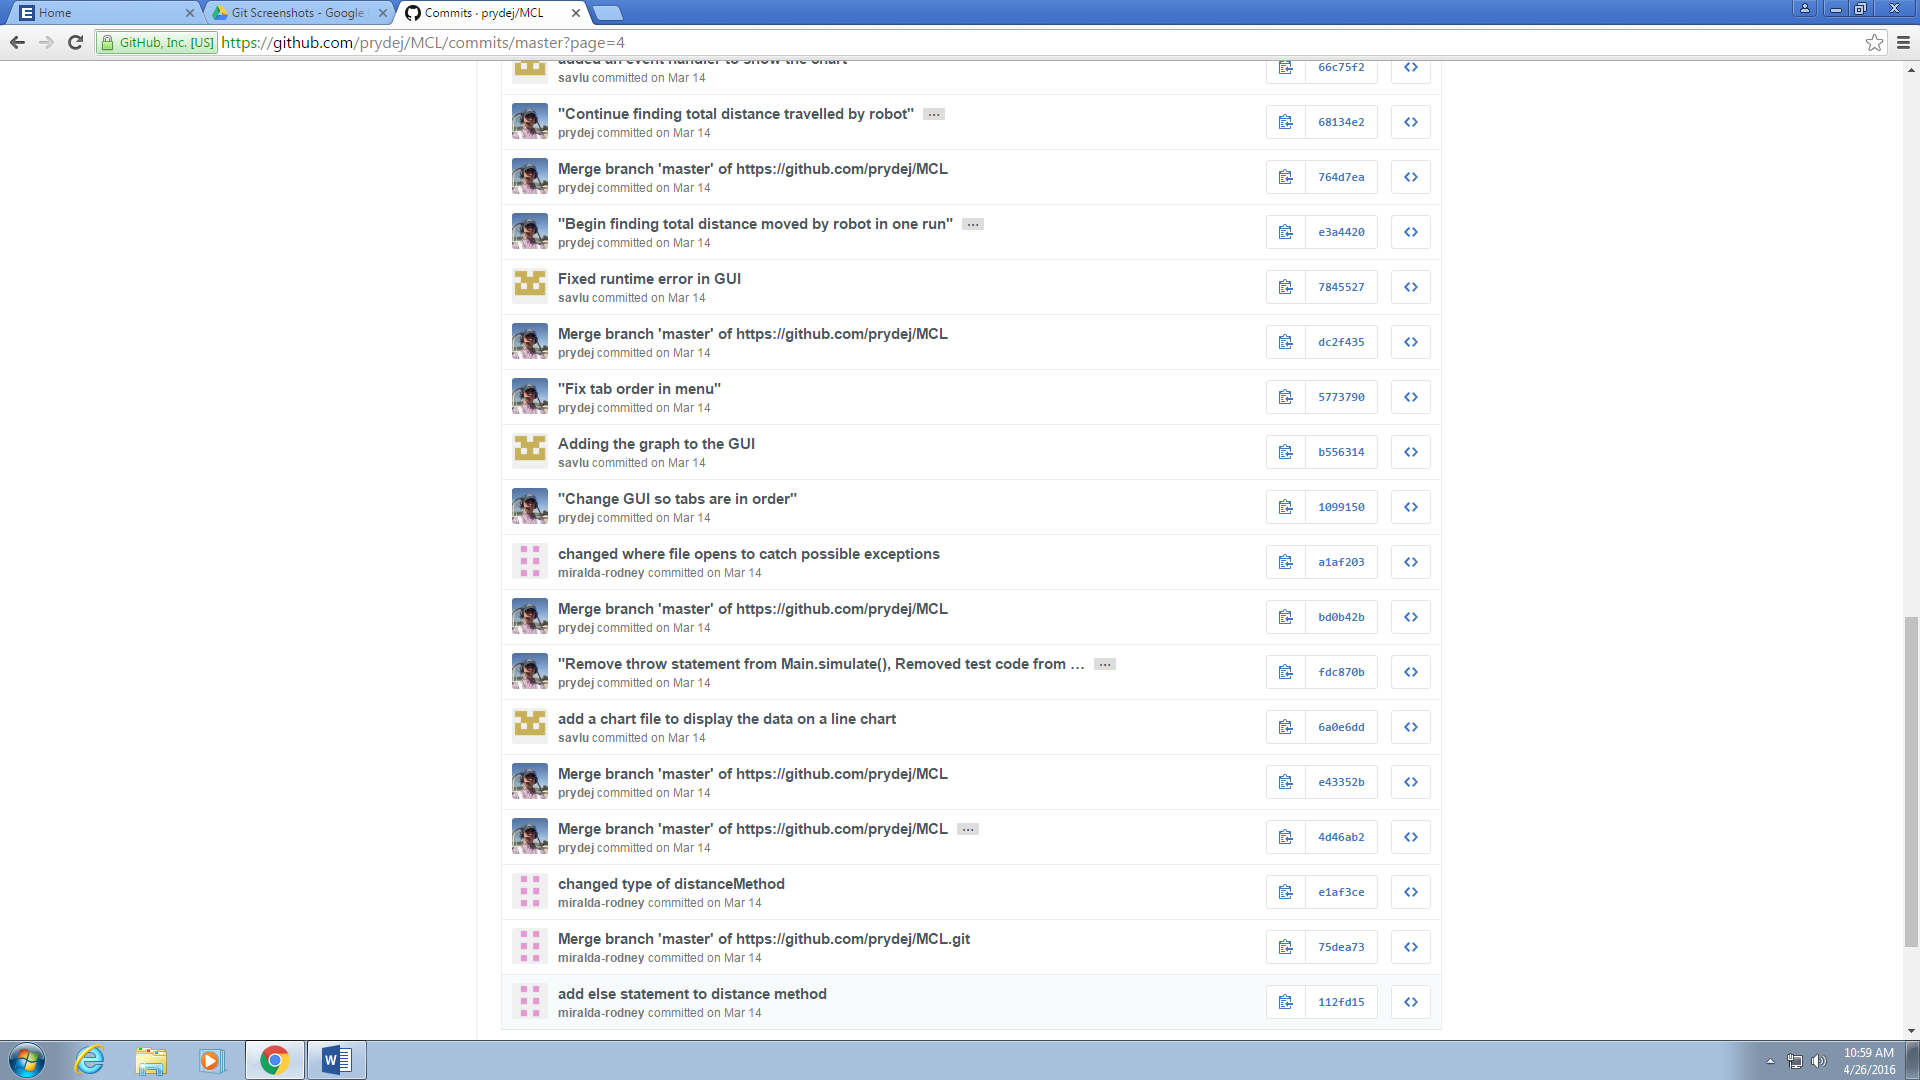 Home
Git Screenshots - Google
Commits · prydej/MCL
GitHub, Inc. [US] https://github.com/prydej/MCL/commits/master?page=4
added an event handler to show the chart
savlu committed on Mar 14
66c75f2
"Continue finding total distance travelled by robot" …
prydej committed on Mar 14
68134e2
Merge branch 'master' of https://github.com/prydej/MCL
prydej committed on Mar 14
764d7ea
"Begin finding total distance moved by robot in one run" …
prydej committed on Mar 14
e3a4420
Fixed runtime error in GUI
savlu committed on Mar 14
7845527
Merge branch 'master' of https://github.com/prydej/MCL
prydej committed on Mar 14
dc2f435
"Fix tab order in menu"
prydej committed on Mar 14
5773790
Adding the graph to the GUI
savlu committed on Mar 14
b556314
"Change GUI so tabs are in order"
prydej committed on Mar 14
1099150
changed where file opens to catch possible exceptions
miralda-rodney committed on Mar 14
a1af203
Merge branch 'master' of https://github.com/prydej/MCL
prydej committed on Mar 14
bd0b42b
"Remove throw statement from Main.simulate(), Removed test code from … …
prydej committed on Mar 14
fdc870b
add a chart file to display the data on a line chart
savlu committed on Mar 14
6a0e6dd
Merge branch 'master' of https://github.com/prydej/MCL
prydej committed on Mar 14
e43352b
Merge branch 'master' of https://github.com/prydej/MCL …
prydej committed on Mar 14
4d46ab2
changed type of distanceMethod
miralda-rodney committed on Mar 14
e1af3ce
Merge branch 'master' of https://github.com/prydej/MCL.git
miralda-rodney committed on Mar 14
75dea73
add else statement to distance method
miralda-rodney committed on Mar 14
112fd15
10:59 AM
4/26/2016